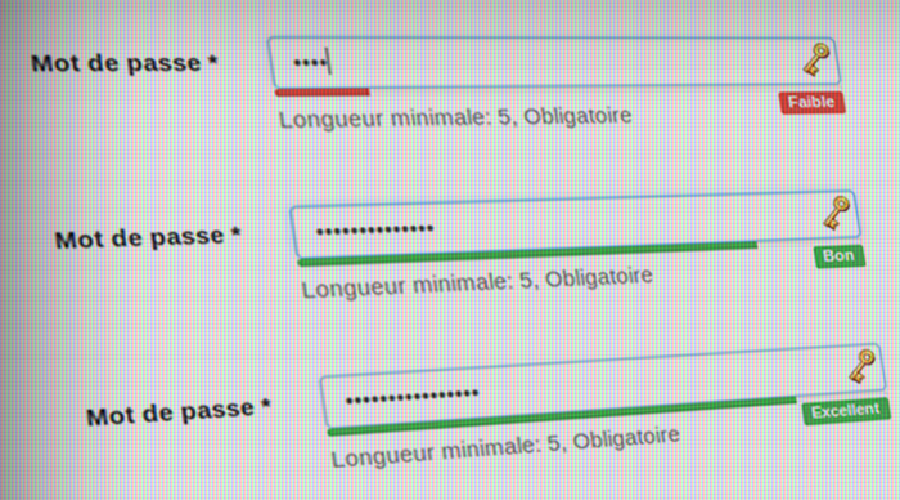 Mot de passe * ••••
Faible
Longueur minimale: 5, Obligatoire
Mot de passe * ••••••••••••••
Bon
Longueur minimale: 5, Obligatoire
Mot de passe * ••••••••••••••••
Excellent
Longueur minimale: 5, Obligatoire